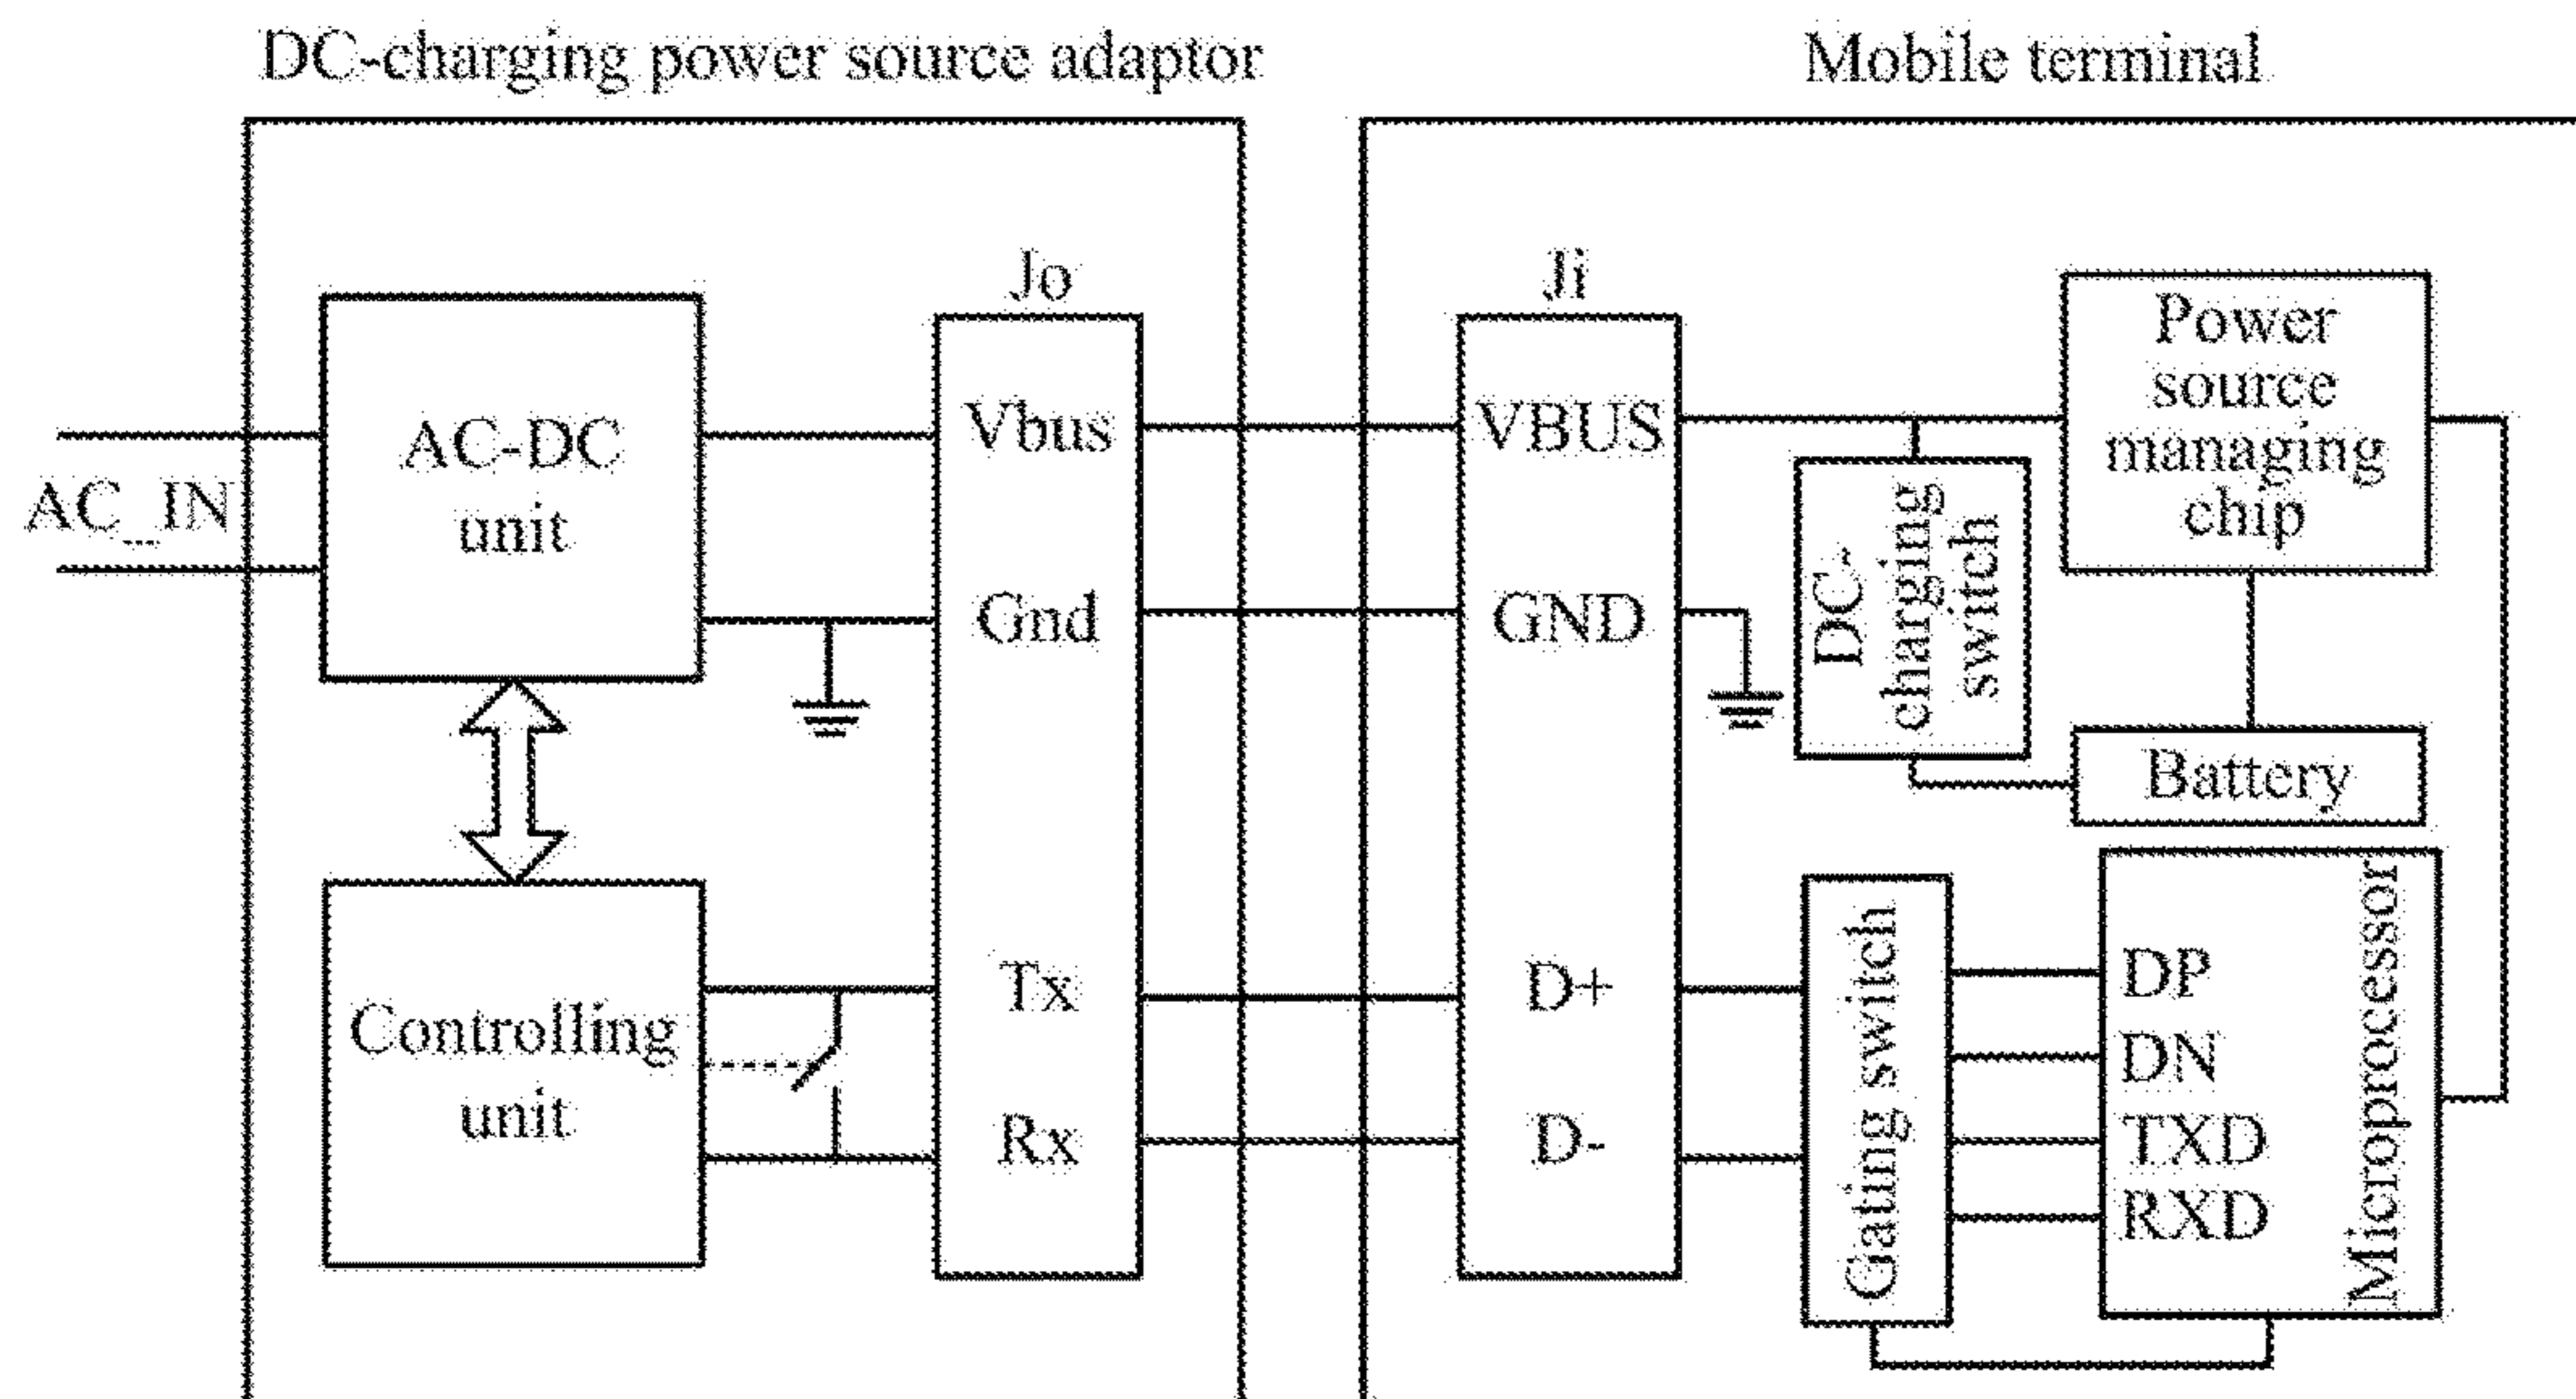 DC-charging power source adaptor
Mobile terminal
AC_IN
AC-DC
unit
Controlling
unit
Jo
Vbus
Gnd
Tx
Rx
Ji
VBUS
GND
D+
D-
DC-
charging
switch
Power
source
managing
chip
Battery
Gating switch
DP
DN
TXD
RXD
Microprocessor